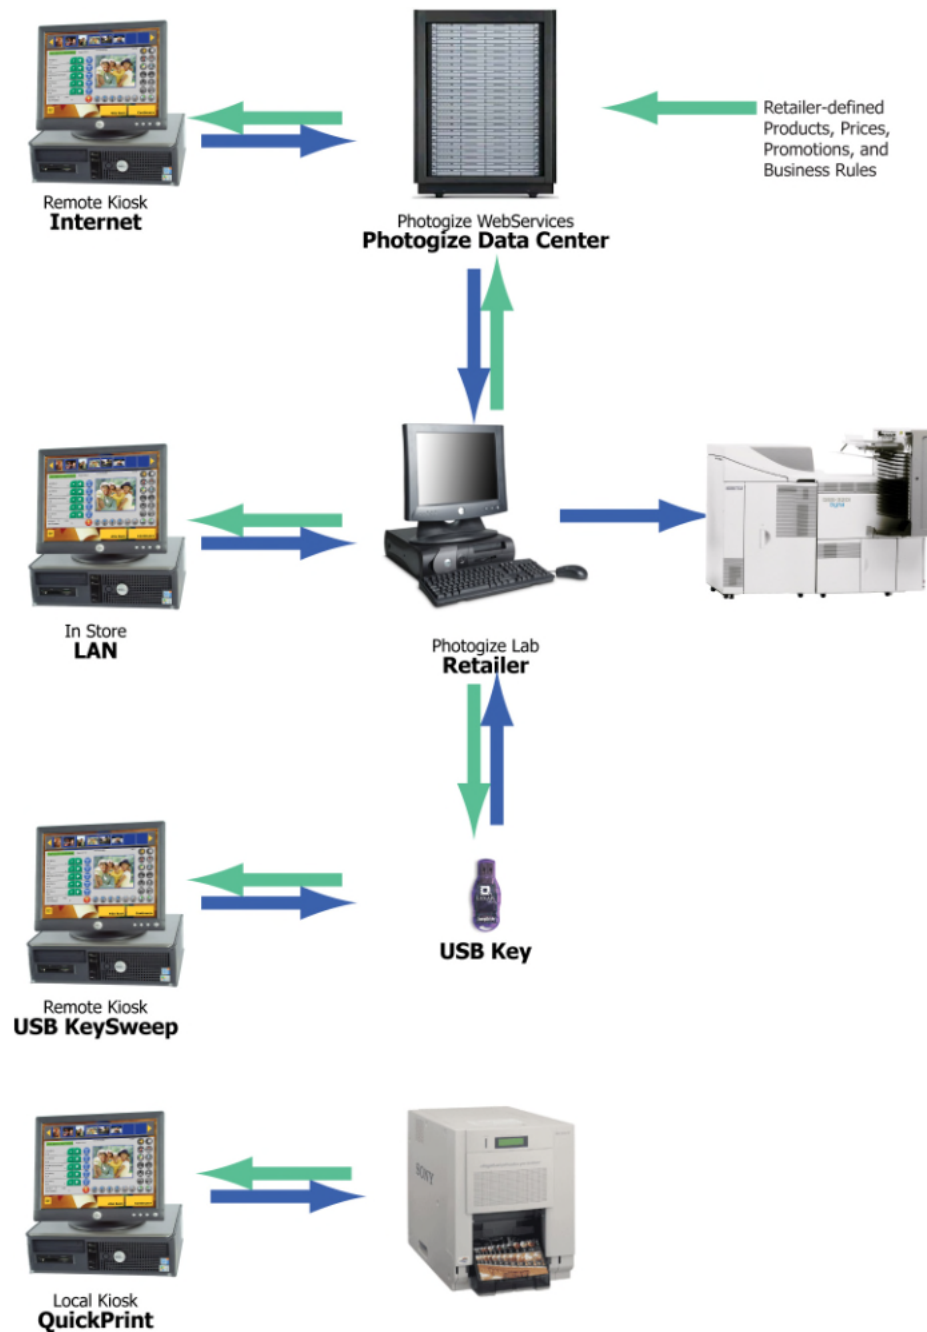 Retailer-defined
Products, Prices,
Promotions, and
Business Rules
Remote Kiosk
Internet
Photogize WebServices
Photogize Data Center
In Store
LAN
Photogize Lab
Retailer
USB Key
Remote Kiosk
USB KeySweep
SONY
Local Kiosk
QuickPrint